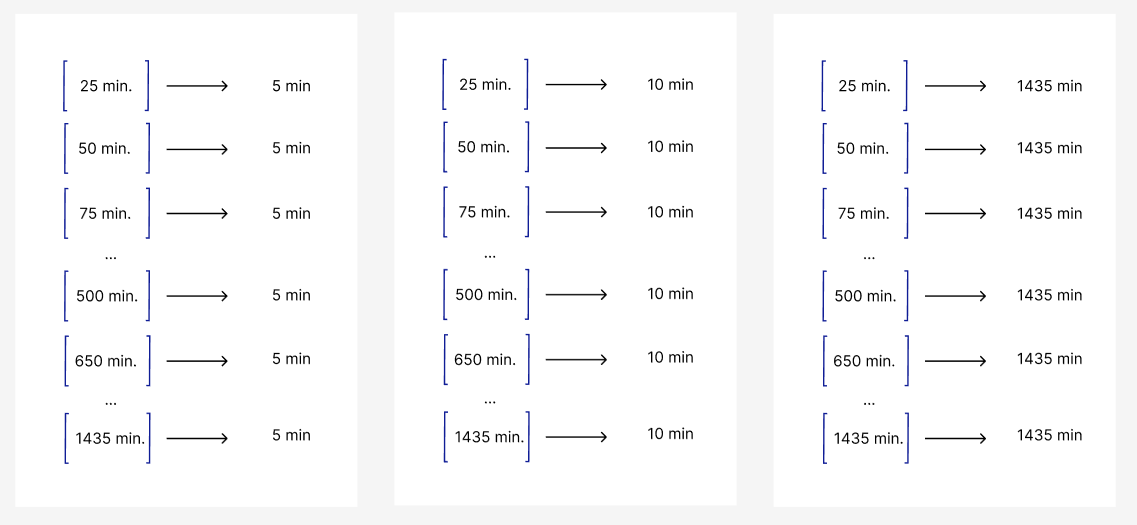 25 min. 5 min
50 min. 5 min
75 min. 5 min
...
500 min. 5 min
650 min. 5 min
...
1435 min. 5 min
25 min. 10 min
50 min. 10 min
75 min. 10 min
...
500 min. 10 min
650 min. 10 min
...
1435 min. 10 min
25 min. 1435 min
50 min. 1435 min
75 min. 1435 min
...
500 min. 1435 min
650 min. 1435 min
...
1435 min. 1435 min